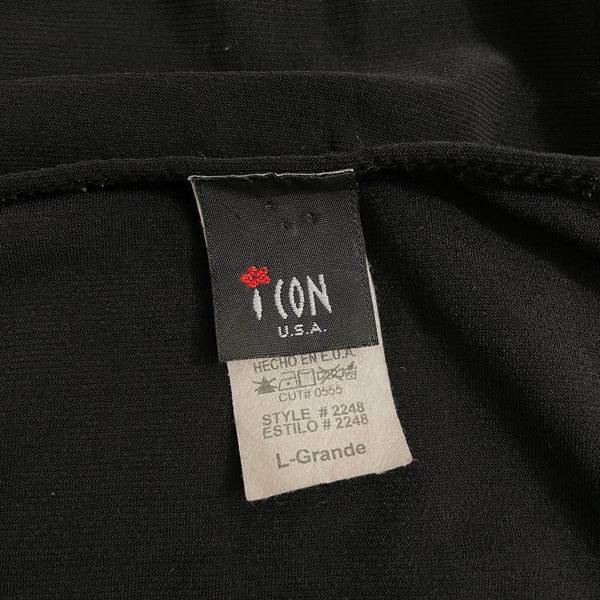 iCON
U.S.A.
HECHO EN E.U.A.
CUT# 0555
STYLE # 2248
ESTILO # 2248
L-Grande